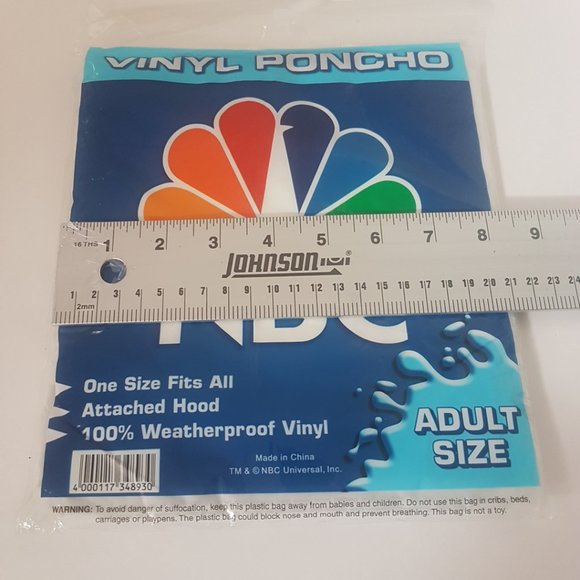 VINYL PONCHO
16 THS 1 2 3 4 5 6 7 8 9
JOHNSON®
1 2 3 4 5 6 7 8 9 10 11 12 13 14 15 16 17 18 19 20 21 22 23 24
2mm
NBC
One Size Fits All
Attached Hood
100% Weatherproof Vinyl
ADULT
SIZE
Made in China
TM & © NBC Universal, Inc.
4 000117 348930
WARNING: To avoid danger of suffocation, keep this plastic bag away from babies and children. Do not use this bag in cribs, beds,
carriages or playpens. The plastic bag could block nose and mouth and prevent breathing. This bag is not a toy.